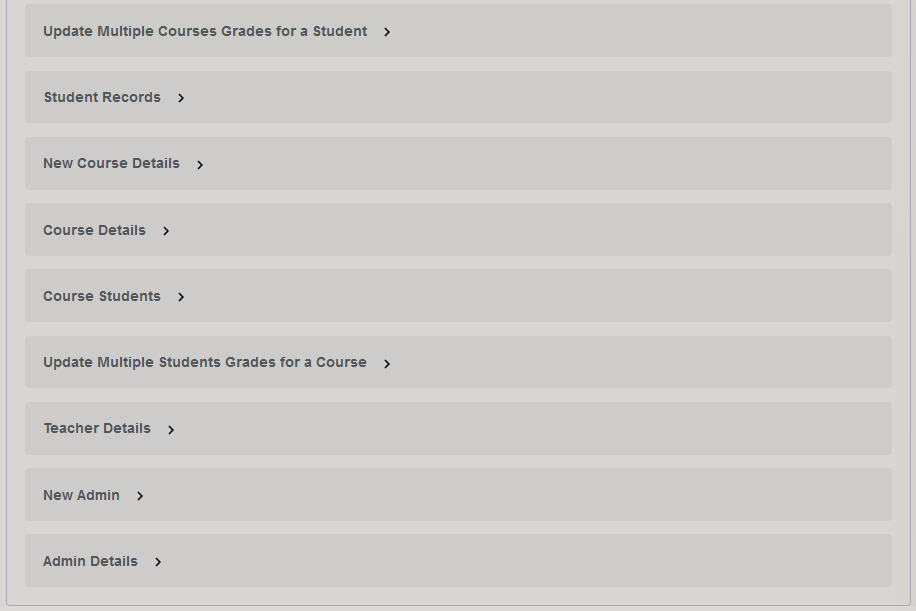 Update Multiple Courses Grades for a Student
Student Records
New Course Details
Course Details
Course Students
Update Multiple Students Grades for a Course
Teacher Details
New Admin
Admin Details